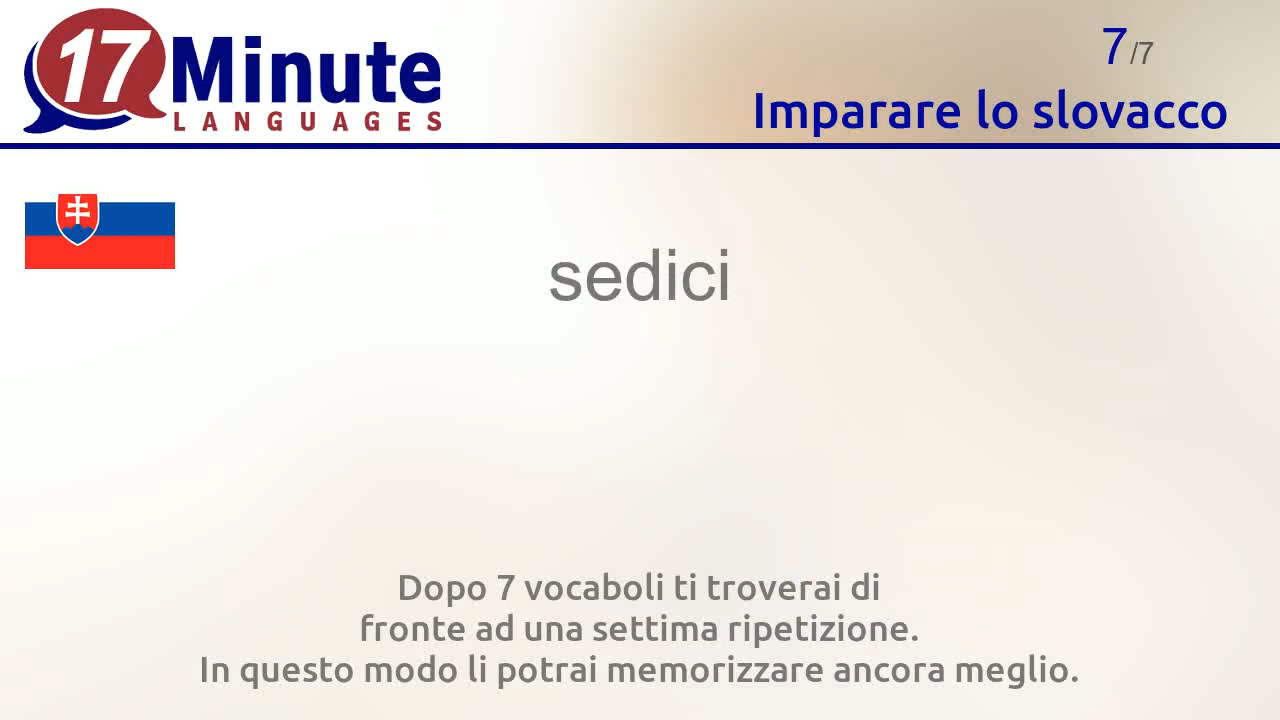 17 Minute
LANGUAGES
7/7
Imparare lo slovacco
sedici
Dopo 7 vocaboli ti troverai di
fronte ad una settima ripetizione.
In questo modo li potrai memorizzare ancora meglio.